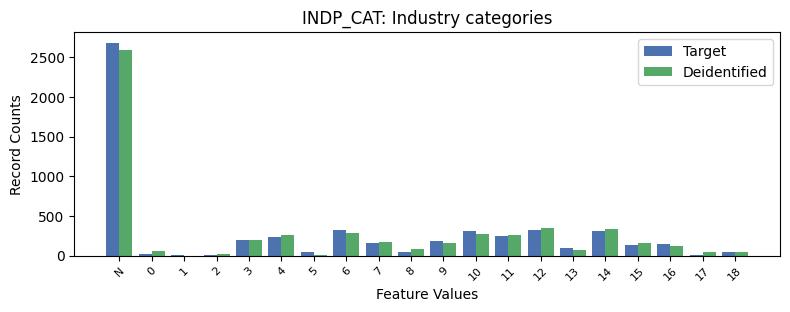 INDP_CAT: Industry categories
Target
Deidentified
Record Counts
2500
2000
1500
1000
500
0
N 0 1 2 3 4 5 6 7 8 9 10 11 12 13 14 15 16 17 18
Feature Values